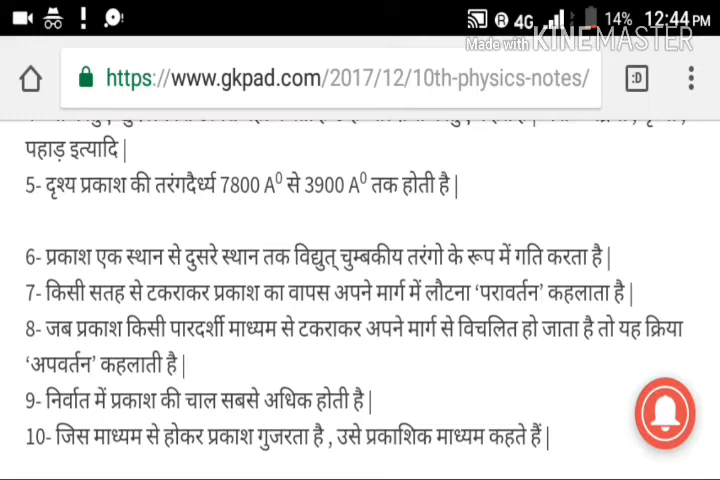 4G 14% 12:44 PM
Made with KINEMASTER
https://www.gkpad.com/2017/12/10th-physics-notes/
:D
पहाड़ इत्यादि |
5- दृश्य प्रकाश की तरंगदैर्ध्य 7800 A⁰ से 3900 A⁰ तक होती है |
6- प्रकाश एक स्थान से दुसरे स्थान तक विद्युत् चुम्बकीय तरंगो के रूप में गति करता है |
7- किसी सतह से टकराकर प्रकाश का वापस अपने मार्ग में लौटना ‘परावर्तन’ कहलाता है |
8- जब प्रकाश किसी पारदर्शी माध्यम से टकराकर अपने मार्ग से विचलित हो जाता है तो यह क्रिया
‘अपवर्तन’ कहलाती है |
9- निर्वात में प्रकाश की चाल सबसे अधिक होती है |
10- जिस माध्यम से होकर प्रकाश गुजरता है , उसे प्रकाशिक माध्यम कहते हैं |